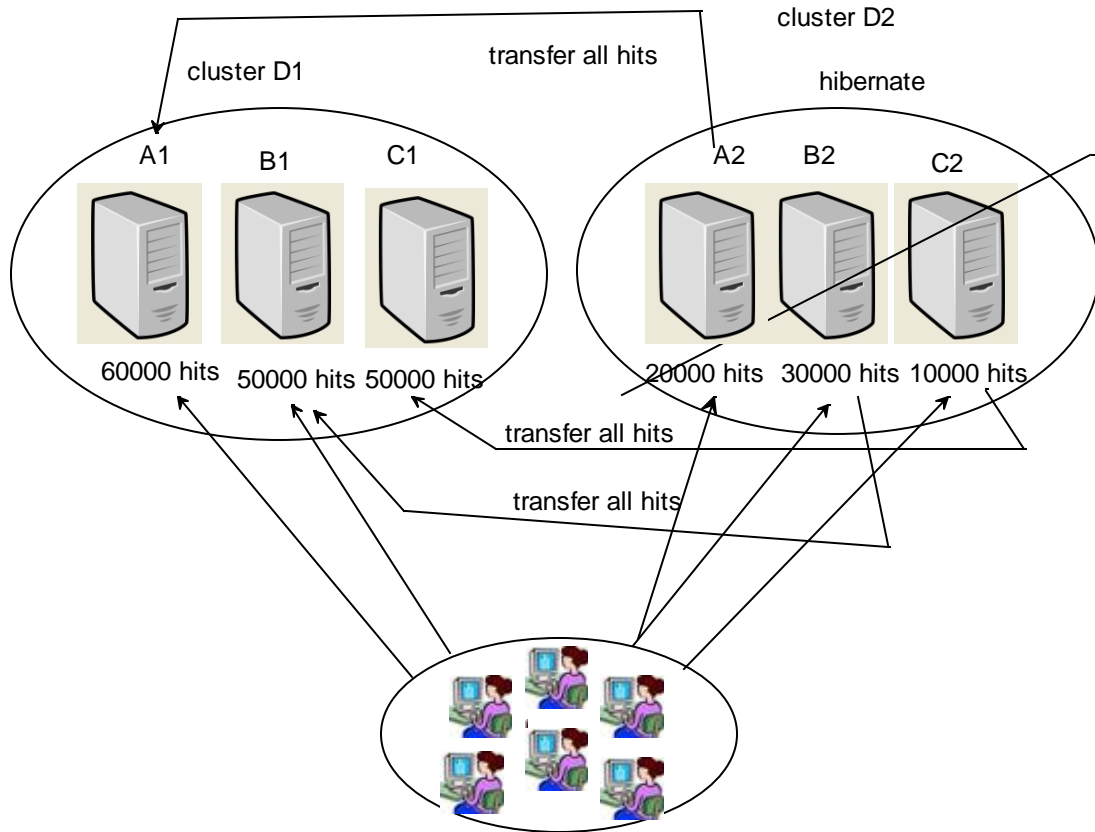 cluster D2
transfer all hits
cluster D1
hibernate
A1
B1
C1
A2
B2
C2
60000 hits
50000 hits
50000 hits
20000 hits
30000 hits
10000 hits
transfer all hits
transfer all hits